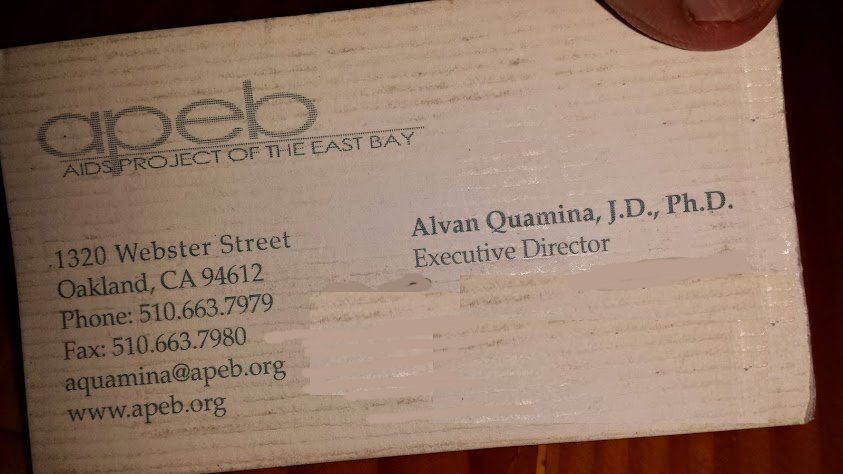 apeb
AIDS PROJECT OF THE EAST BAY
Alvan Quamina, J.D., Ph.D.
Executive Director
1320 Webster Street
Oakland, CA 94612
Phone: 510.663.7979
Fax: 510.663.7980
aquamina@apeb.org
www.apeb.org